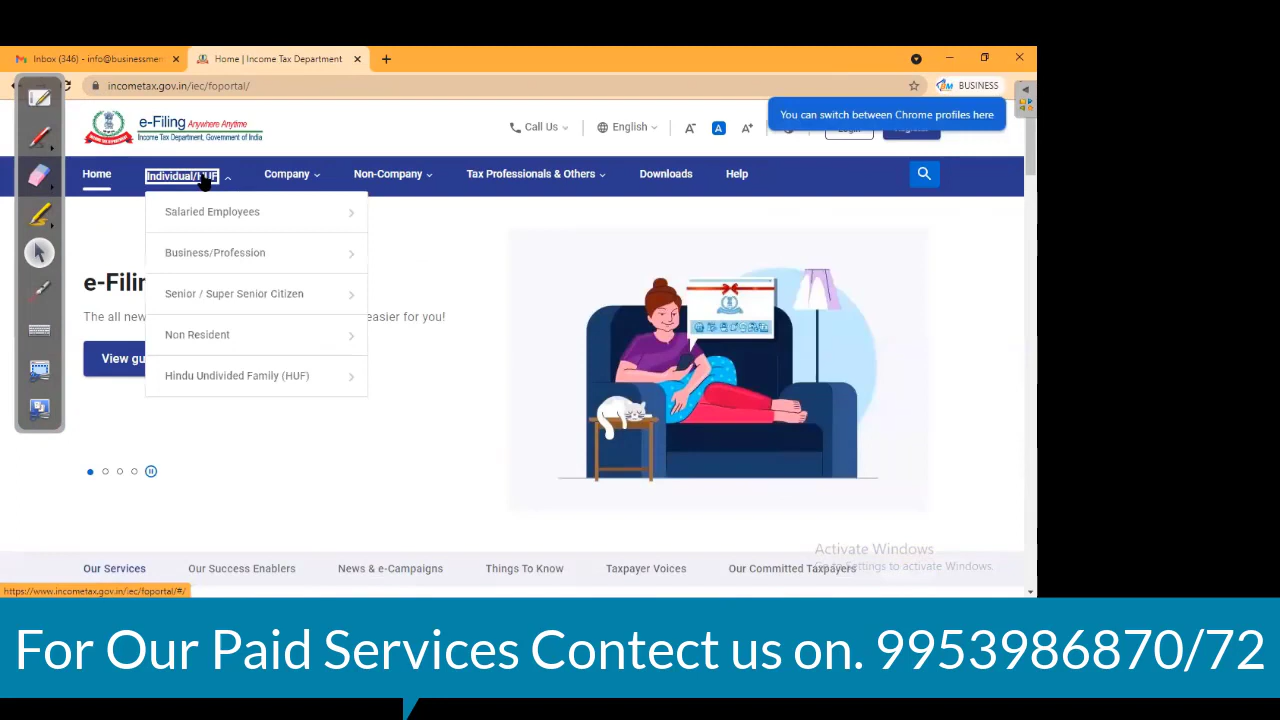 Inbox (346) - info@businessme
Home | Income Tax Department
incometax.gov.in/iec/foportal/
BUSINESS
You can switch between Chrome profiles here
e-Filing Anywhere Anytime
Income Tax Department, Government of India
Call Us
English
A
A
A+
Home
Individual/HUF
Company
Non-Company
Tax Professionals & Others
Downloads
Help
Salaried Employees
Business/Profession
Senior / Super Senior Citizen
Non Resident
Hindu Undivided Family (HUF)
e-Filin
The all new
easier for you!
View gu
Activate Windows
Go to Settings to activate Windows.
Our Services
Our Success Enablers
News & e-Campaigns
Things To Know
Taxpayer Voices
Our Committed Taxpayers
https://www.incometax.gov.in/iec/foportal/#/
For Our Paid Services Contect us on. 9953986870/72